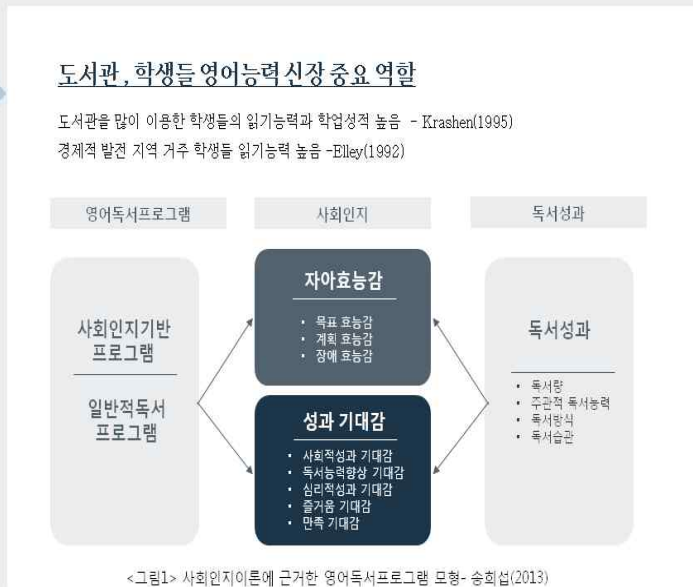 도서관, 학생들 영어능력 신장 중요 역할
도서관을 많이 이용한 학생들의 읽기능력과 학업성적 높음 - Krashen(1995)
경제적 발전 지역 거주 학생들 읽기능력 높음 -Elley(1992)
영어독서프로그램
사회인지
독서성과
사회인지기반
프로그램
일반적독서
프로그램
자아효능감
• 목표 효능감
• 계획 효능감
• 장애 효능감
성과 기대감
• 사회적성과 기대감
• 독서능력향상 기대감
• 심리적성과 기대감
• 즐거움 기대감
• 만족 기대감
독서성과
• 독서량
• 주관적 독서능력
• 독서방식
• 독서습관
<그림1> 사회인지이론에 근거한 영어독서프로그램 모형- 송희섭(2013)